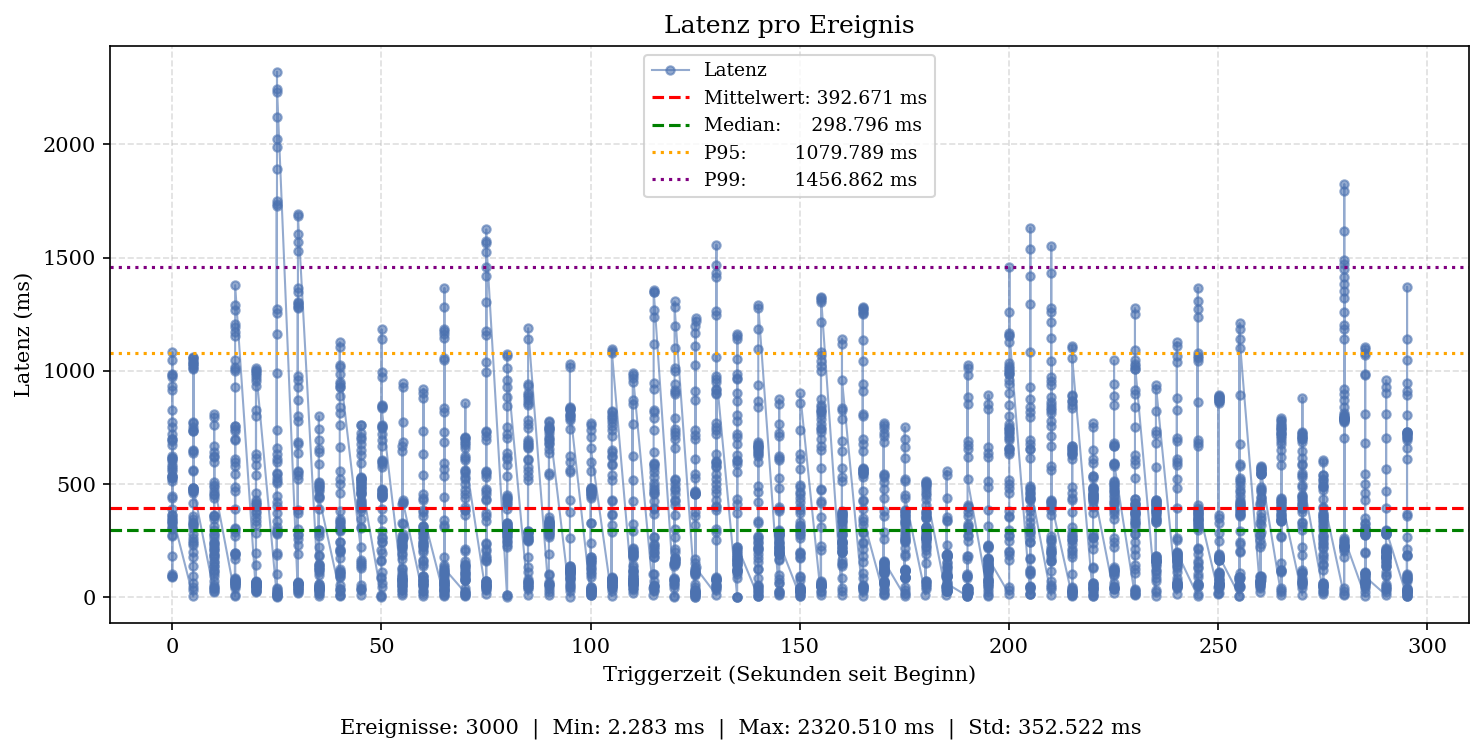 Latenz pro Ereignis
Latenz
Mittelwert: 392.671 ms
Median: 298.796 ms
P95: 1079.789 ms
P99: 1456.862 ms
Latenz (ms)
2000
1500
1000
500
0
0 50 100 150 200 250 300
Triggerzeit (Sekunden seit Beginn)
Ereignisse: 3000 | Min: 2.283 ms | Max: 2320.510 ms | Std: 352.522 ms